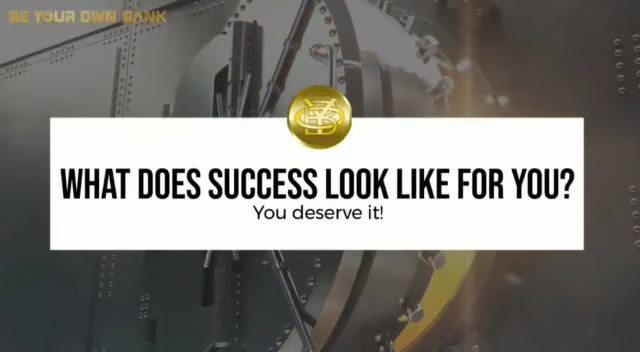 BE YOUR OWN BANK
WHAT DOES SUCCESS LOOK LIKE FOR YOU?
You deserve it!